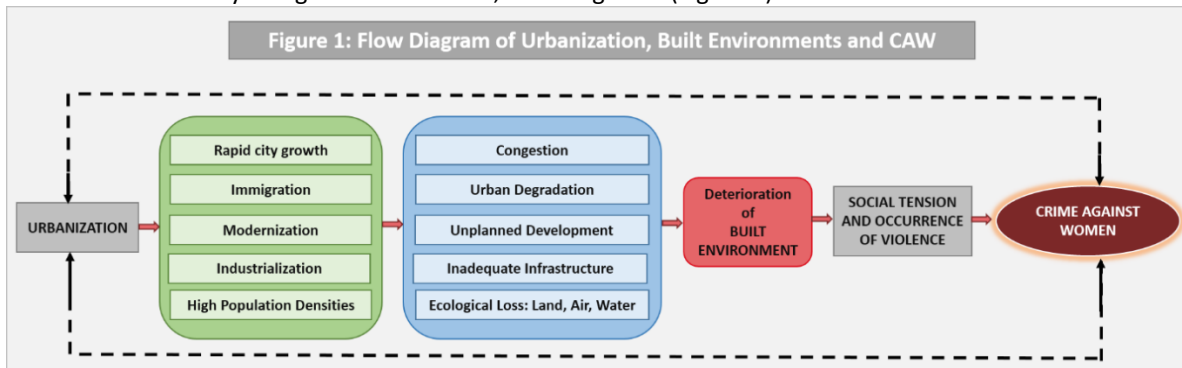 Figure 1: Flow Diagram of Urbanization, Built Environments and CAW
URBANIZATION
Rapid city growth
Immigration
Modernization
Industrialization
High Population Densities
Congestion
Urban Degradation
Unplanned Development
Inadequate Infrastructure
Ecological Loss: Land, Air, Water
Deterioration
of
BUILT
ENVIRONMENT
SOCIAL TENSION
AND OCCURRENCE
OF VIOLENCE
CRIME AGAINST
WOMEN